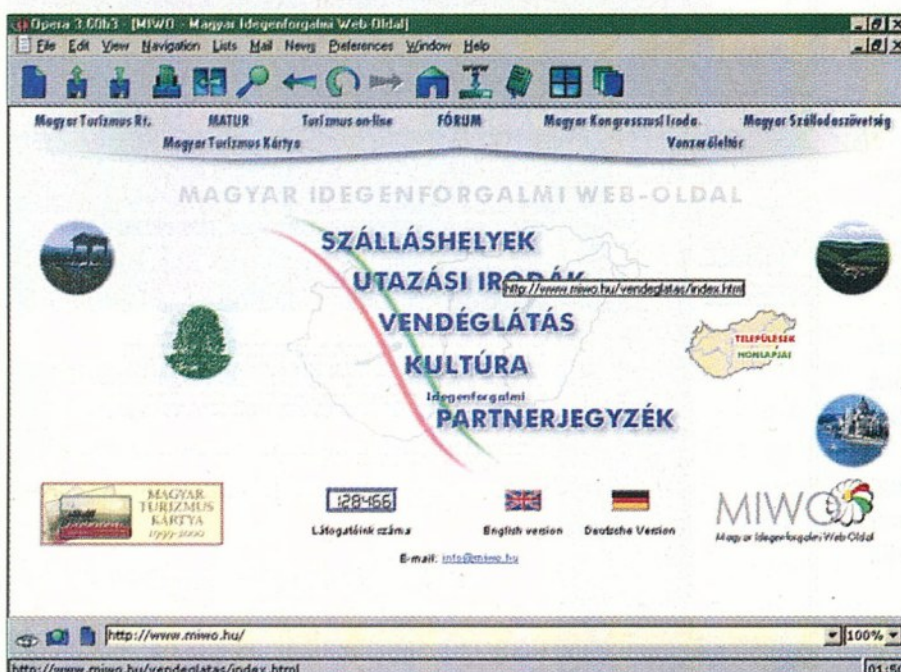 Opera 3.60b3 - [MIWO - Magyar Idegenforgalmi Web-Oldal]
File Edit View Navigation Lists Mail News Preferences Window Help
Magyar Turizmus Rt. MATUR Turizmus on-line FÓRUM Magyar Kongresszusi Iroda. Magyar Szállodaszövetség
Magyar Turizmus Kártya Vonzerőleltár
MAGYAR IDEGENFORGALMI WEB-OLDAL
SZÁLLÁSHELYEK
UTAZÁSI IRODÁK
http://www.miwo.hu/vendeglatas/index.html
VENDÉGLÁTÁS
TELEPÜLÉSEK
HONLAPJAI
KULTÚRA
Idegenforgalmi
PARTNERJEGYZÉK
MAGYAR
TURIZMUS
KÁRTYA
1999-2000
128466
Látogatóink száma
English version
Deutsche Version
MIWO
Magyar Idegenforgalmi Web-Oldal
E-mail: info@miwo.hu
http://www.miwo.hu/ 100%
http://www.miwo.hu/vendeglatas/index.html 01:50